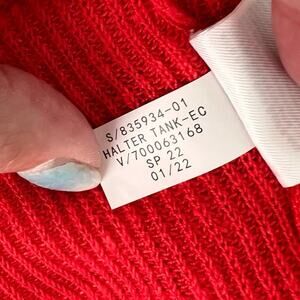 S/835934-01
HALTER TANK-EC
V/700063168
SP 22
01/22